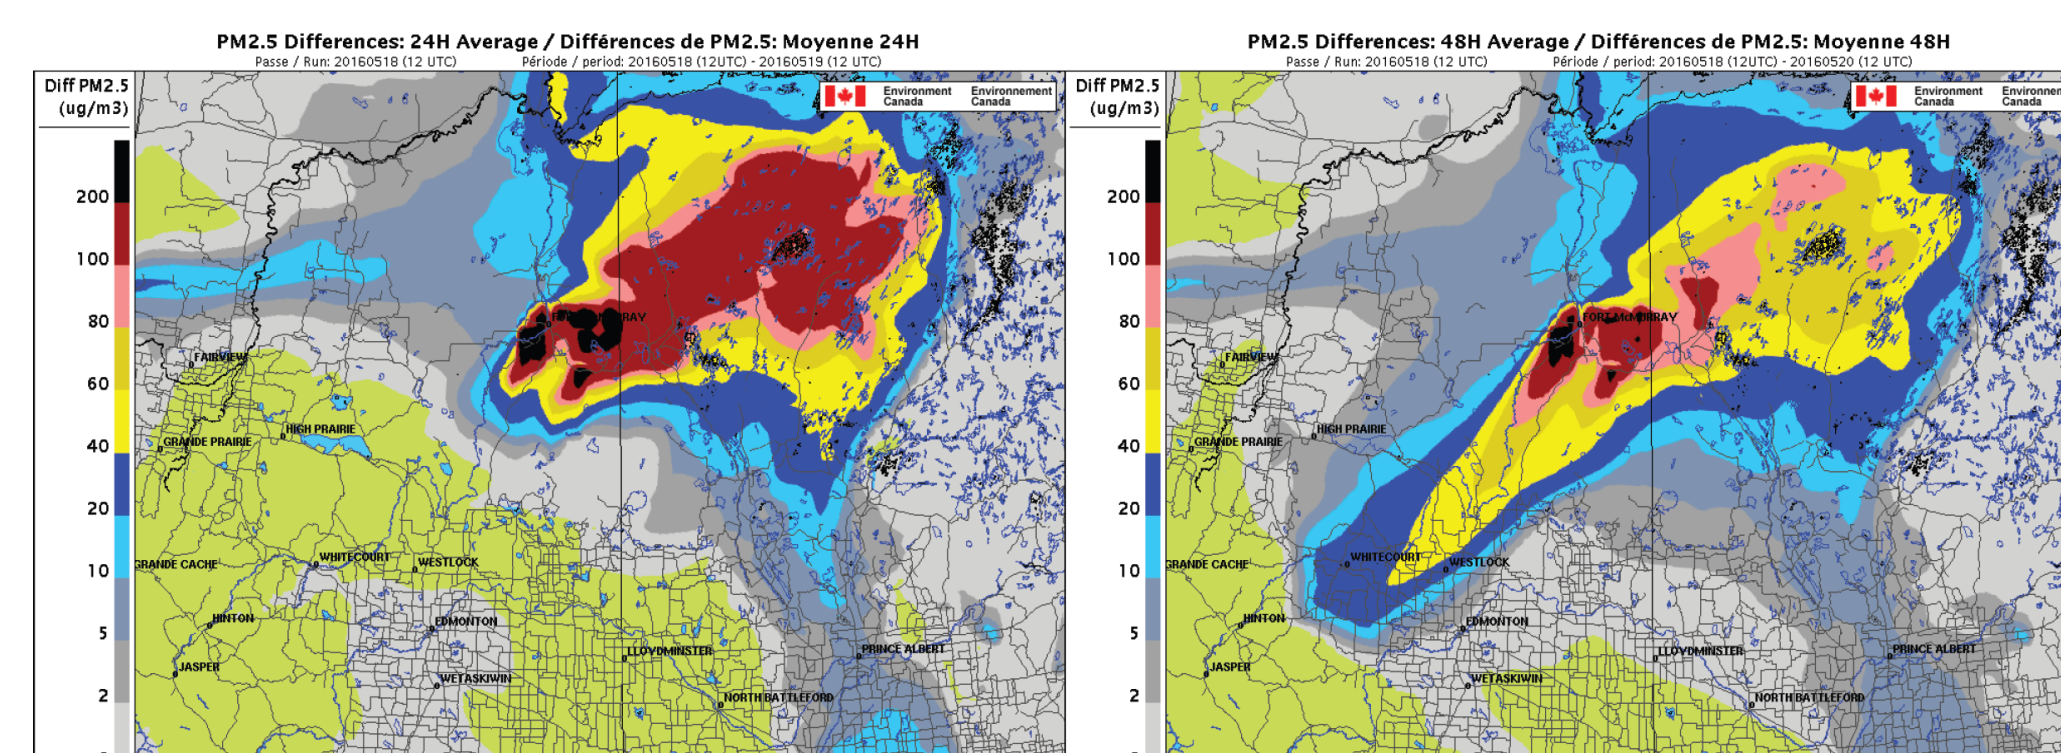 PM2.5 Differences: 24H Average / Différences de PM2.5: Moyenne 24H
Passe / Run: 20160518 (12 UTC)
Période / period: 20160518 (12UTC) - 20160519 (12 UTC)
Diff PM2.5
(ug/m3)
200
100
80
60
40
20
10
5
2
Environment
Canada
Environnement
Canada
FAIRVIEW
GRANDE PRAIRIE
HIGH PRAIRIE
GRANDE CACHE
WHITECOURT
WESTLOCK
HINTON
EDMONTON
JASPER
LLOYDMINSTER
WETASKIWIN
PRINCE ALBERT
NORTH BATTLEFORD
PM2.5 Differences: 48H Average / Différences de PM2.5: Moyenne 48H
Passe / Run: 20160518 (12 UTC)
Période / period: 20160518 (12UTC) - 20160520 (12 UTC)
Diff PM2.5
(ug/m3)
200
100
80
60
40
20
10
5
2
Environment
Canada
Environnem
Canada
FORT McMURRAY
FAIRVIEW
GRANDE PRAIRIE
HIGH PRAIRIE
GRANDE CACHE
WHITECOURT
WESTLOCK
HINTON
EDMONTON
JASPER
LLOYDMINSTER
WETASKIWIN
PRINCE ALBERT
NORTH BATTLEFORD